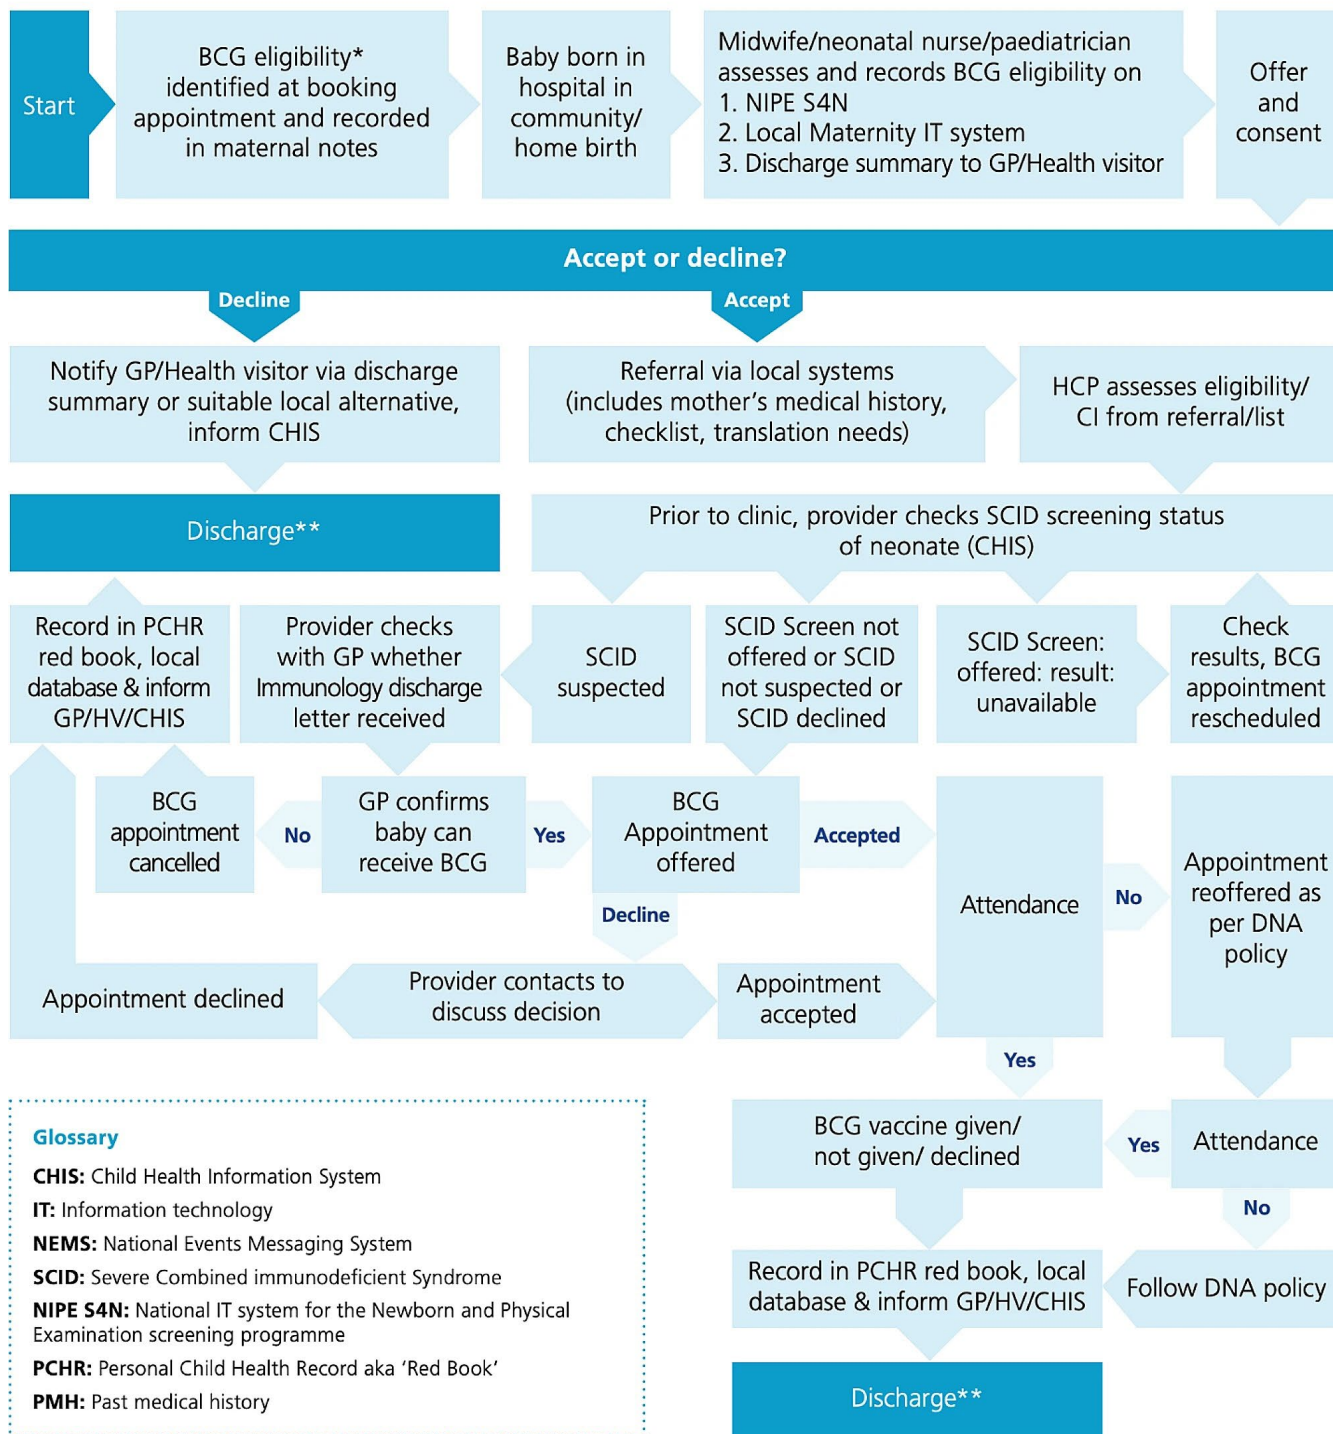 Start
BCG eligibility*
identified at booking
appointment and recorded
in maternal notes
Baby born in
hospital in
community/
home birth
Midwife/neonatal nurse/paediatrician
assesses and records BCG eligibility on
1. NIPE S4N
2. Local Maternity IT system
3. Discharge summary to GP/Health visitor
Offer
and
consent
Accept or decline?
Decline
Accept
Notify GP/Health visitor via discharge
summary or suitable local alternative,
inform CHIS
Referral via local systems
(includes mother’s medical history,
checklist, translation needs)
HCP assesses eligibility/
CI from referral/list
Discharge**
Prior to clinic, provider checks SCID screening status
of neonate (CHIS)
Record in PCHR
red book, local
database & inform
GP/HV/CHIS
Provider checks
with GP whether
Immunology discharge
letter received
SCID
suspected
SCID Screen not
offered or SCID
not suspected or
SCID declined
SCID Screen:
offered: result:
unavailable
Check
results, BCG
appointment
rescheduled
BCG
appointment
cancelled
No
GP confirms
baby can
receive BCG
Yes
BCG
Appointment
offered
Accepted
Decline
Attendance
No
Appointment
reoffered as
per DNA
policy
Appointment declined
Provider contacts to
discuss decision
Appointment
accepted
Yes
BCG vaccine given/
not given/ declined
Yes
Attendance
No
Record in PCHR red book, local
database & inform GP/HV/CHIS
Follow DNA policy
Discharge**
Glossary
CHIS: Child Health Information System
IT: Information technology
NEMS: National Events Messaging System
SCID: Severe Combined immunodeficient Syndrome
NIPE S4N: National IT system for the Newborn and Physical
Examination screening programme
PCHR: Personal Child Health Record aka ‘Red Book’
PMH: Past medical history